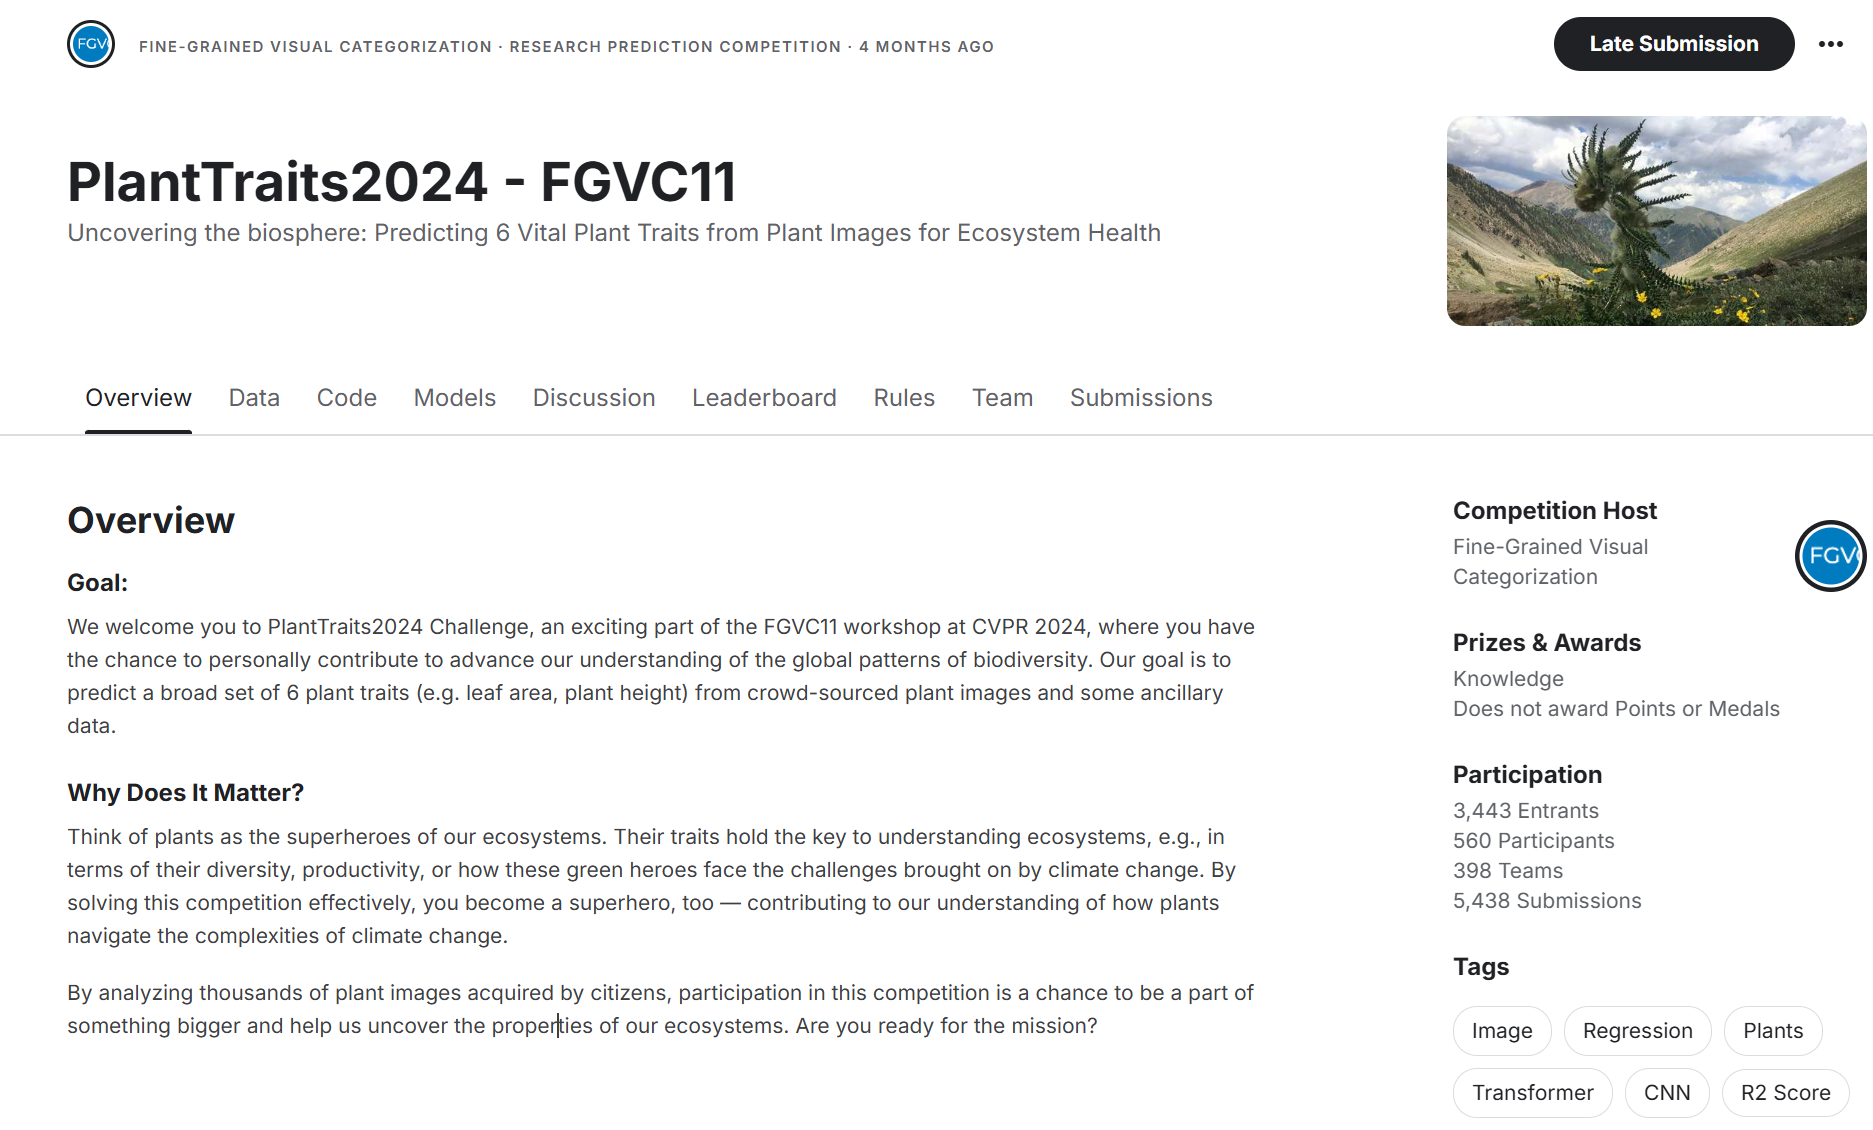 FGV
FINE-GRAINED VISUAL CATEGORIZATION · RESEARCH PREDICTION COMPETITION · 4 MONTHS AGO
Late Submission
PlantTraits2024 - FGVC11
Uncovering the biosphere: Predicting 6 Vital Plant Traits from Plant Images for Ecosystem Health
Overview Data Code Models Discussion Leaderboard Rules Team Submissions
Overview
Goal:
We welcome you to PlantTraits2024 Challenge, an exciting part of the FGVC11 workshop at CVPR 2024, where you have
the chance to personally contribute to advance our understanding of the global patterns of biodiversity. Our goal is to
predict a broad set of 6 plant traits (e.g. leaf area, plant height) from crowd-sourced plant images and some ancillary
data.
Why Does It Matter?
Think of plants as the superheroes of our ecosystems. Their traits hold the key to understanding ecosystems, e.g., in
terms of their diversity, productivity, or how these green heroes face the challenges brought on by climate change. By
solving this competition effectively, you become a superhero, too — contributing to our understanding of how plants
navigate the complexities of climate change.
By analyzing thousands of plant images acquired by citizens, participation in this competition is a chance to be a part of
something bigger and help us uncover the properties of our ecosystems. Are you ready for the mission?
Competition Host
Fine-Grained Visual
Categorization
FGV
Prizes & Awards
Knowledge
Does not award Points or Medals
Participation
3,443 Entrants
560 Participants
398 Teams
5,438 Submissions
Tags
Image Regression Plants
Transformer CNN R2 Score